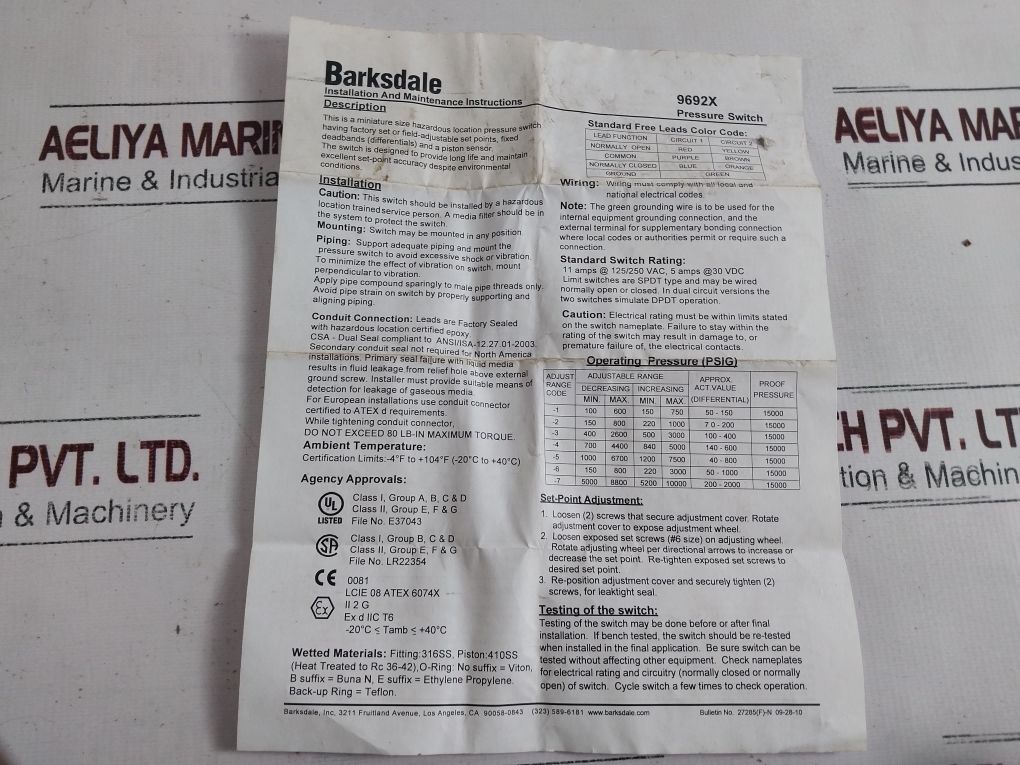 Barksdale
Installation And Maintenance Instructions
9692X
Pressure Switch
Description
This is a miniature size hazardous location pressure switch
having factory set or field-adjustable set points, fixed
deadbands (differentials) and a piston sensor.
The switch is designed to provide long life and maintain
excellent set-point accuracy despite environmental
conditions.
Installation
Caution: This switch should be installed by a hazardous
location trained service person. A media filter should be in
the system to protect the switch.
Mounting: Switch may be mounted in any position.
Piping: Support adequate piping and mount the
pressure switch to avoid excessive shock or vibration.
To minimize the effect of vibration on switch, mount
perpendicular to vibration.
Apply pipe compound sparingly to male pipe threads only.
Avoid pipe strain on switch by properly supporting and
aligning piping.
Conduit Connection: Leads are Factory Sealed
with hazardous location certified epoxy.
CSA - Dual Seal compliant to ANSI/ISA-12.27.01-2003.
Secondary conduit seal not required for North America
installations. Primary seal failure with liquid media
results in fluid leakage from relief hole above external
ground screw. Installer must provide suitable means of
detection for leakage of gaseous media.
For European installations use conduit connector
certified to ATEX d requirements.
While tightening conduit connector,
DO NOT EXCEED 80 LB-IN MAXIMUM TORQUE.
Ambient Temperature:
Certification Limits:-4°F to +104°F (-20°C to +40°C)
Agency Approvals:
UL
LISTED
Class I, Group A, B, C & D
Class II, Group E, F & G
File No. E37043
Class I, Group B, C & D
Class II, Group E, F & G
File No. LR22354
CE 0081
LCIE 08 ATEX 6074X
Ex II 2 G
Ex d IIC T6
-20°C ≤ Tamb ≤ +40°C
Wetted Materials: Fitting:316SS, Piston:410SS
(Heat Treated to Rc 36-42),O-Ring: No suffix = Viton,
B suffix = Buna N, E suffix = Ethylene Propylene.
Back-up Ring = Teflon.
Standard Free Leads Color Code:
LEAD FUNCTION CIRCUIT 1 CIRCUIT 2
NORMALLY OPEN RED YELLOW
COMMON PURPLE BROWN
NORMALLY CLOSED BLUE ORANGE
GROUND GREEN
Wiring: Wiring must comply with all local and
national electrical codes.
Note: The green grounding wire is to be used for the
internal equipment grounding connection, and the
external terminal for supplementary bonding connection
where local codes or authorities permit or require such a
connection.
Standard Switch Rating:
11 amps @ 125/250 VAC, 5 amps @30 VDC
Limit switches are SPDT type and may be wired
normally open or closed. In dual circuit versions the
two switches simulate DPDT operation.
Caution: Electrical rating must be within limits stated
on the switch nameplate. Failure to stay within the
rating of the switch may result in damage to, or
premature failure of, the electrical contacts.
Operating Pressure (PSIG)
ADJUST RANGE CODE ADJUSTABLE RANGE APPROX. ACT.VALUE (DIFFERENTIAL) PROOF PRESSURE
DECREASING INCREASING
MIN. MAX. MIN. MAX
-1 100 600 150 750 50 - 150 15000
-2 150 800 220 1000 7 0 - 200 15000
-3 400 2600 500 3000 100 - 400 15000
-4 700 4400 840 5000 140 - 600 15000
-5 1000 6700 1200 7500 40 - 800 15000
-6 150 800 220 3000 50 - 1000 15000
-7 5000 8800 5200 10000 200 - 2000 15000
Set-Point Adjustment:
1. Loosen (2) screws that secure adjustment cover. Rotate
adjustment cover to expose adjustment wheel.
2. Loosen exposed set screws (#6 size) on adjusting wheel.
Rotate adjusting wheel per directional arrows to increase or
decrease the set point. Re-tighten exposed set screws to
desired set point.
3. Re-position adjustment cover and securely tighten (2)
screws, for leaktight seal.
Testing of the switch:
Testing of the switch may be done before or after final
installation. If bench tested, the switch should be re-tested
when installed in the final application. Be sure switch can be
tested without affecting other equipment. Check nameplates
for electrical rating and circuitry (normally closed or normally
open) of switch. Cycle switch a few times to check operation.
Barksdale, Inc. 3211 Fruitland Avenue, Los Angeles, CA 90058-0843 (323) 589-6181 www.barksdale.com
Bulletin No. 27285(F)-N 09-28-10
AELIYA MARIN
Marine & Industria
AELIYA MA
Marine & Indus
PVT. LTD.
& Machinery
CH PVT. LT
tion & Machin